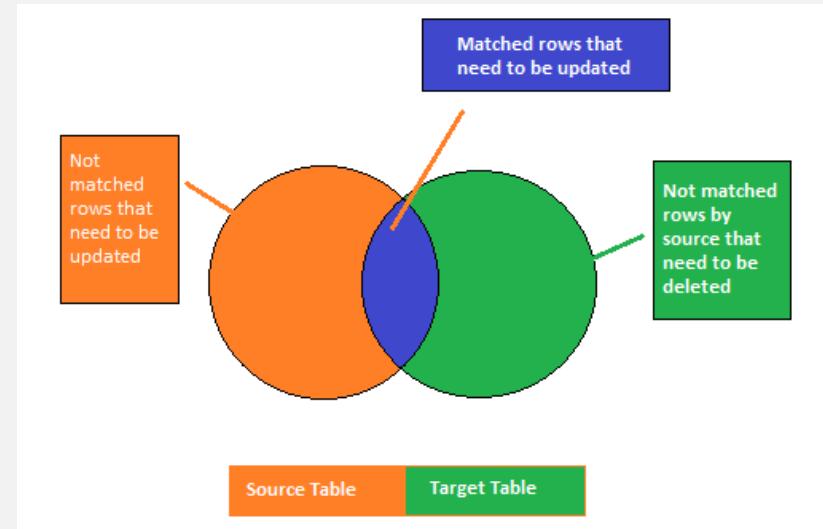 Matched rows that
need to be updated
Not
matched
rows that
need to be
updated
Not matched
rows by
source that
need to be
deleted
Source Table
Target Table